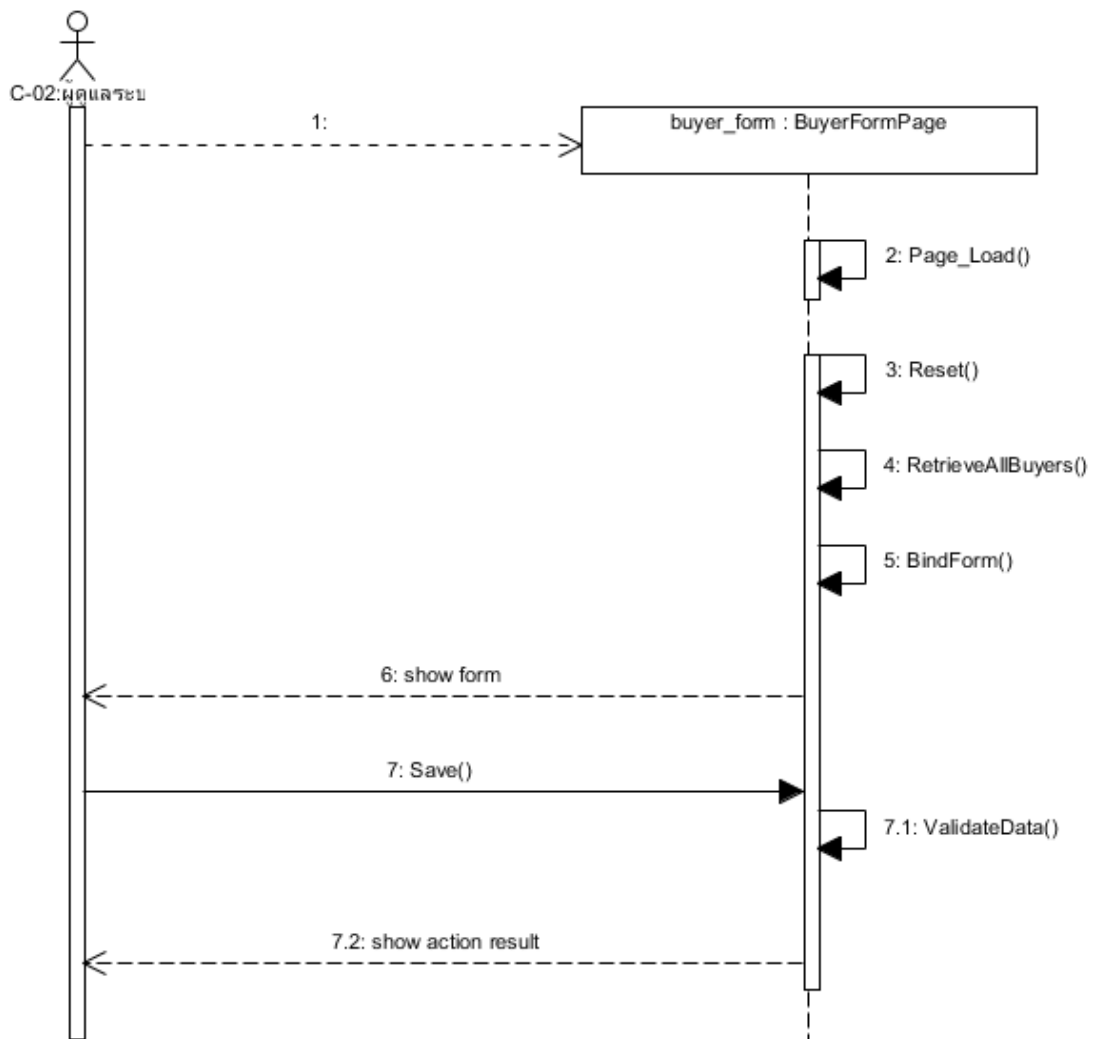 C-02:ผู้ดูแลระบบ
1:
buyer_form : BuyerFormPage
2: Page_Load()
3: Reset()
4: RetrieveAllBuyers()
5: BindForm()
6: show form
7: Save()
7.1: ValidateData()
7.2: show action result